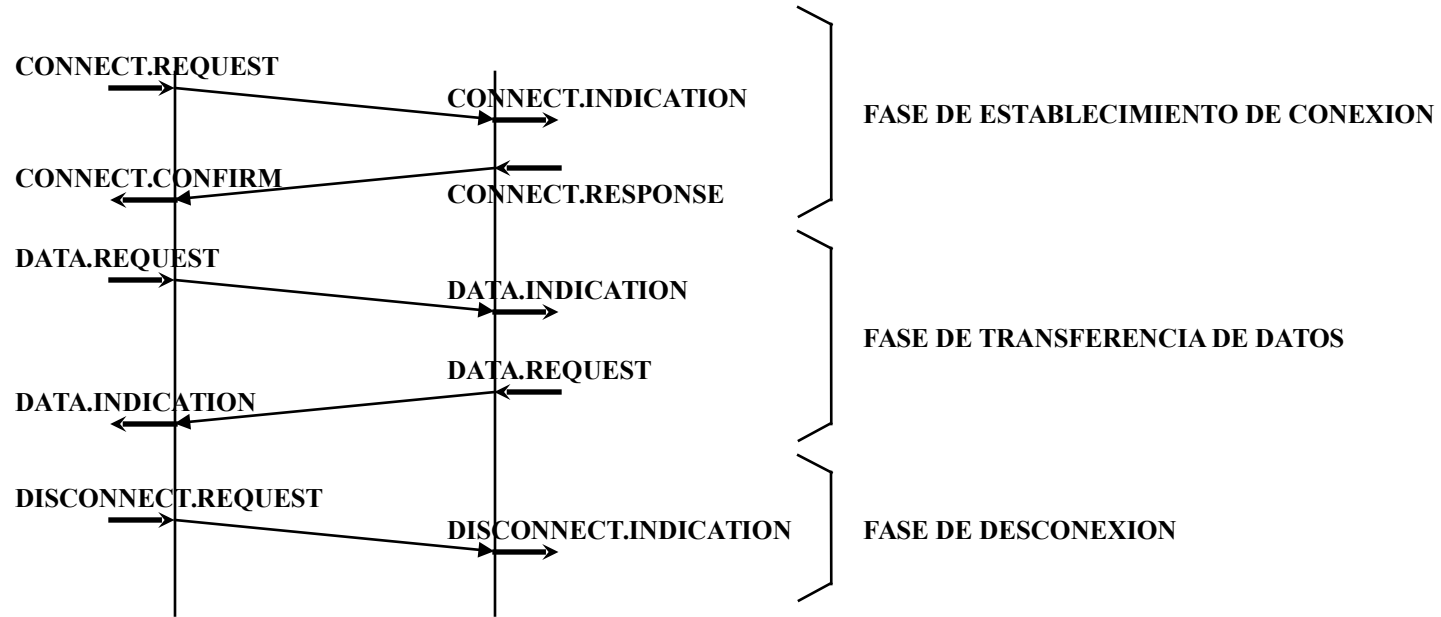 CONNECT.REQUEST
CONNECT.INDICATION
FASE DE ESTABLECIMIENTO DE CONEXION
CONNECT.CONFIRM
CONNECT.RESPONSE
DATA.REQUEST
DATA.INDICATION
FASE DE TRANSFERENCIA DE DATOS
DATA.REQUEST
DATA.INDICATION
DISCONNECT.REQUEST
DISCONNECT.INDICATION
FASE DE DESCONEXION